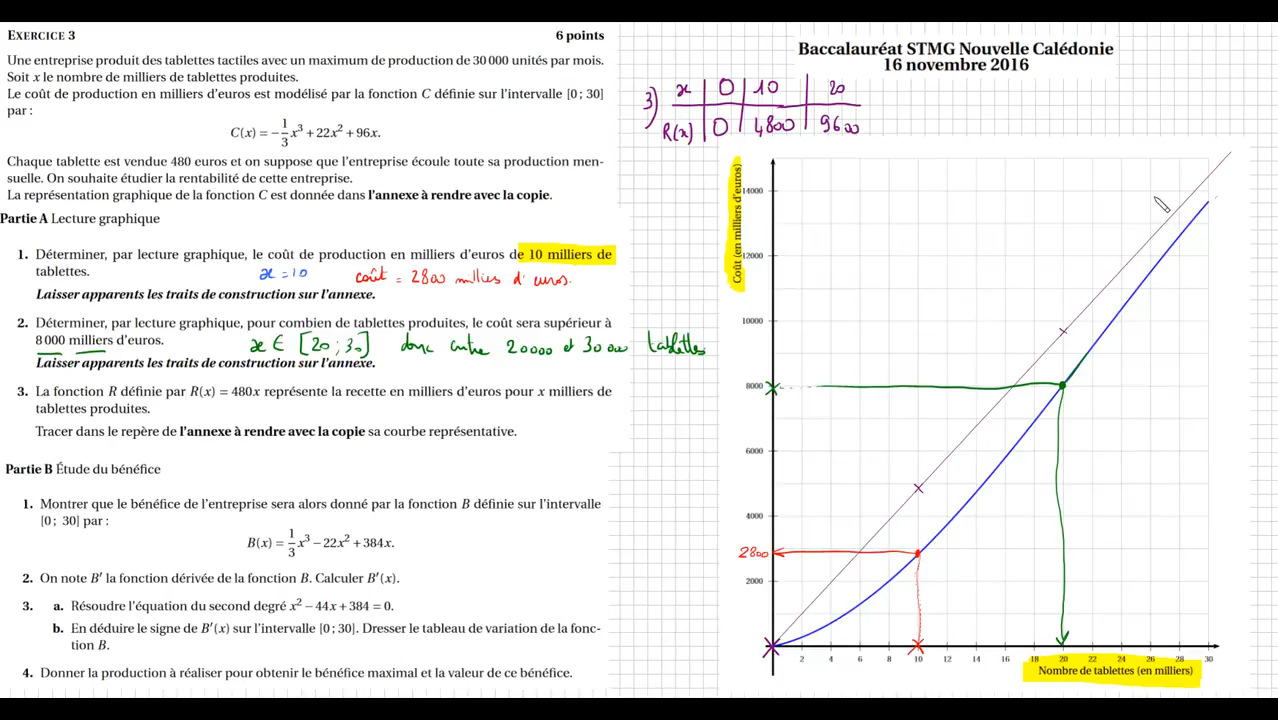 EXERCICE 3 6 points
Une entreprise produit des tablettes tactiles avec un maximum de production de 30 000 unités par mois.
Soit x le nombre de milliers de tablettes produites.
Le coût de production en milliers d'euros est modélisé par la fonction C définie sur l'intervalle [0 ; 30]
par :
C(x) = −1/3 x³ + 22x² + 96x.
Chaque tablette est vendue 480 euros et on suppose que l'entreprise écoule toute sa production men-
suelle. On souhaite étudier la rentabilité de cette entreprise.
La représentation graphique de la fonction C est donnée dans l'annexe à rendre avec la copie.
Partie A Lecture graphique
1. Déterminer, par lecture graphique, le coût de production en milliers d'euros de 10 milliers de
tablettes.
x = 10 coût = 2800 milliers d'euros.
Laisser apparents les traits de construction sur l'annexe.
2. Déterminer, par lecture graphique, pour combien de tablettes produites, le coût sera supérieur à
8 000 milliers d'euros.
x ∈ [20 ; 30] donc entre 20000 et 30000 tablettes.
Laisser apparents les traits de construction sur l'annexe.
3. La fonction R définie par R(x) = 480x représente la recette en milliers d'euros pour x milliers de
tablettes produites.
Tracer dans le repère de l'annexe à rendre avec la copie sa courbe représentative.
Partie B Étude du bénéfice
1. Montrer que le bénéfice de l'entreprise sera alors donné par la fonction B définie sur l'intervalle
[0 ; 30] par :
B(x) = 1/3 x³ − 22x² + 384x.
2. On note B′ la fonction dérivée de la fonction B. Calculer B′(x).
3. a. Résoudre l'équation du second degré x² − 44x + 384 = 0.
b. En déduire le signe de B′(x) sur l'intervalle [0 ; 30]. Dresser le tableau de variation de la fonc-
tion B.
4. Donner la production à réaliser pour obtenir le bénéfice maximal et la valeur de ce bénéfice.
Baccalauréat STMG Nouvelle Calédonie
16 novembre 2016
3) x 0 10 20
R(x) 0 4800 9600
Coût (en milliers d'euros)
14000
12000
10000
8000
6000
4000
2800
2000
2 4 6 8 10 12 14 16 18 20 22 24 26 28 30
Nombre de tablettes (en milliers)